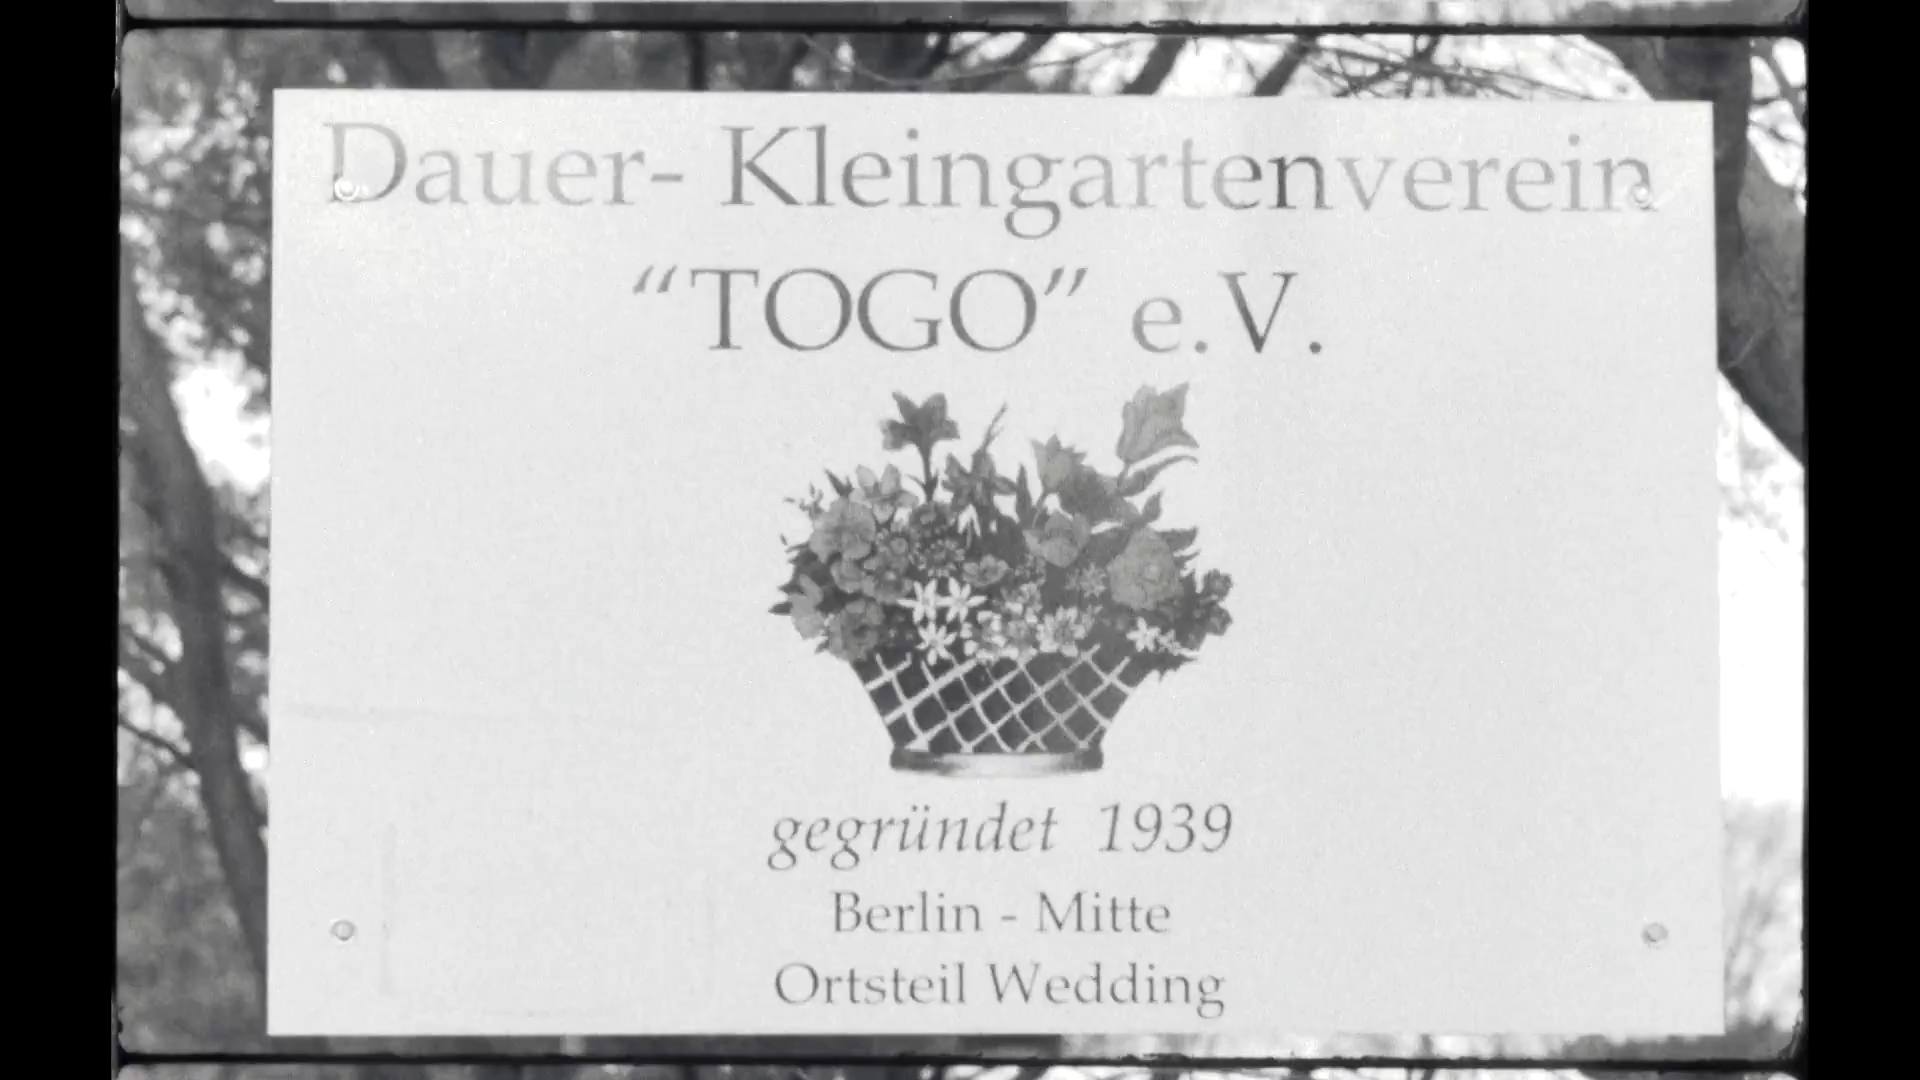 Dauer- Kleingartenverein
“TOGO” e.V.
gegründet 1939
Berlin - Mitte
Ortsteil Wedding